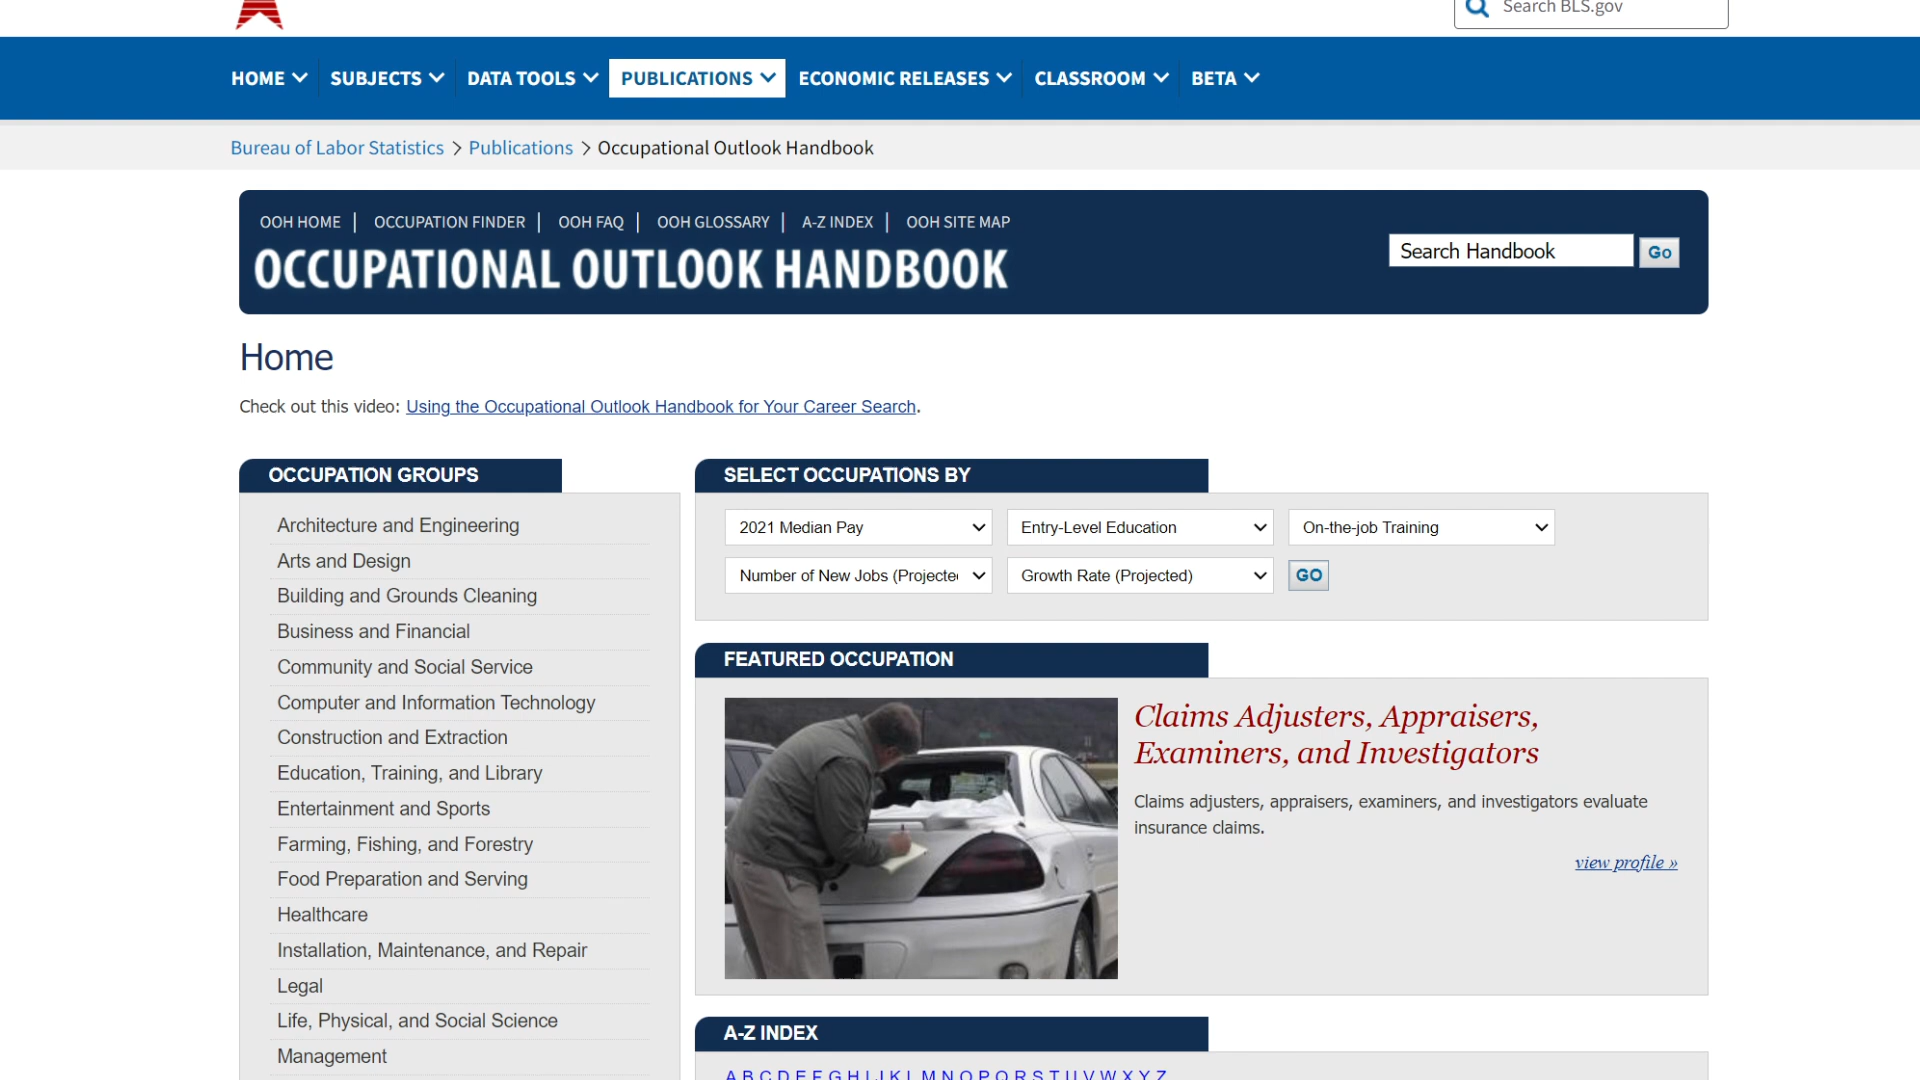 Search BLS.gov
HOME SUBJECTS DATA TOOLS PUBLICATIONS ECONOMIC RELEASES CLASSROOM BETA
Bureau of Labor Statistics > Publications > Occupational Outlook Handbook
OOH HOME | OCCUPATION FINDER | OOH FAQ | OOH GLOSSARY | A-Z INDEX | OOH SITE MAP
OCCUPATIONAL OUTLOOK HANDBOOK
Search Handbook Go
Home
Check out this video: Using the Occupational Outlook Handbook for Your Career Search.
OCCUPATION GROUPS
Architecture and Engineering
Arts and Design
Building and Grounds Cleaning
Business and Financial
Community and Social Service
Computer and Information Technology
Construction and Extraction
Education, Training, and Library
Entertainment and Sports
Farming, Fishing, and Forestry
Food Preparation and Serving
Healthcare
Installation, Maintenance, and Repair
Legal
Life, Physical, and Social Science
Management
SELECT OCCUPATIONS BY
2021 Median Pay Entry-Level Education On-the-job Training
Number of New Jobs (Projecte Growth Rate (Projected) GO
FEATURED OCCUPATION
Claims Adjusters, Appraisers,
Examiners, and Investigators
Claims adjusters, appraisers, examiners, and investigators evaluate
insurance claims.
view profile »
A-Z INDEX
A B C D E F G H I J K L M N O P Q R S T U V W X Y Z